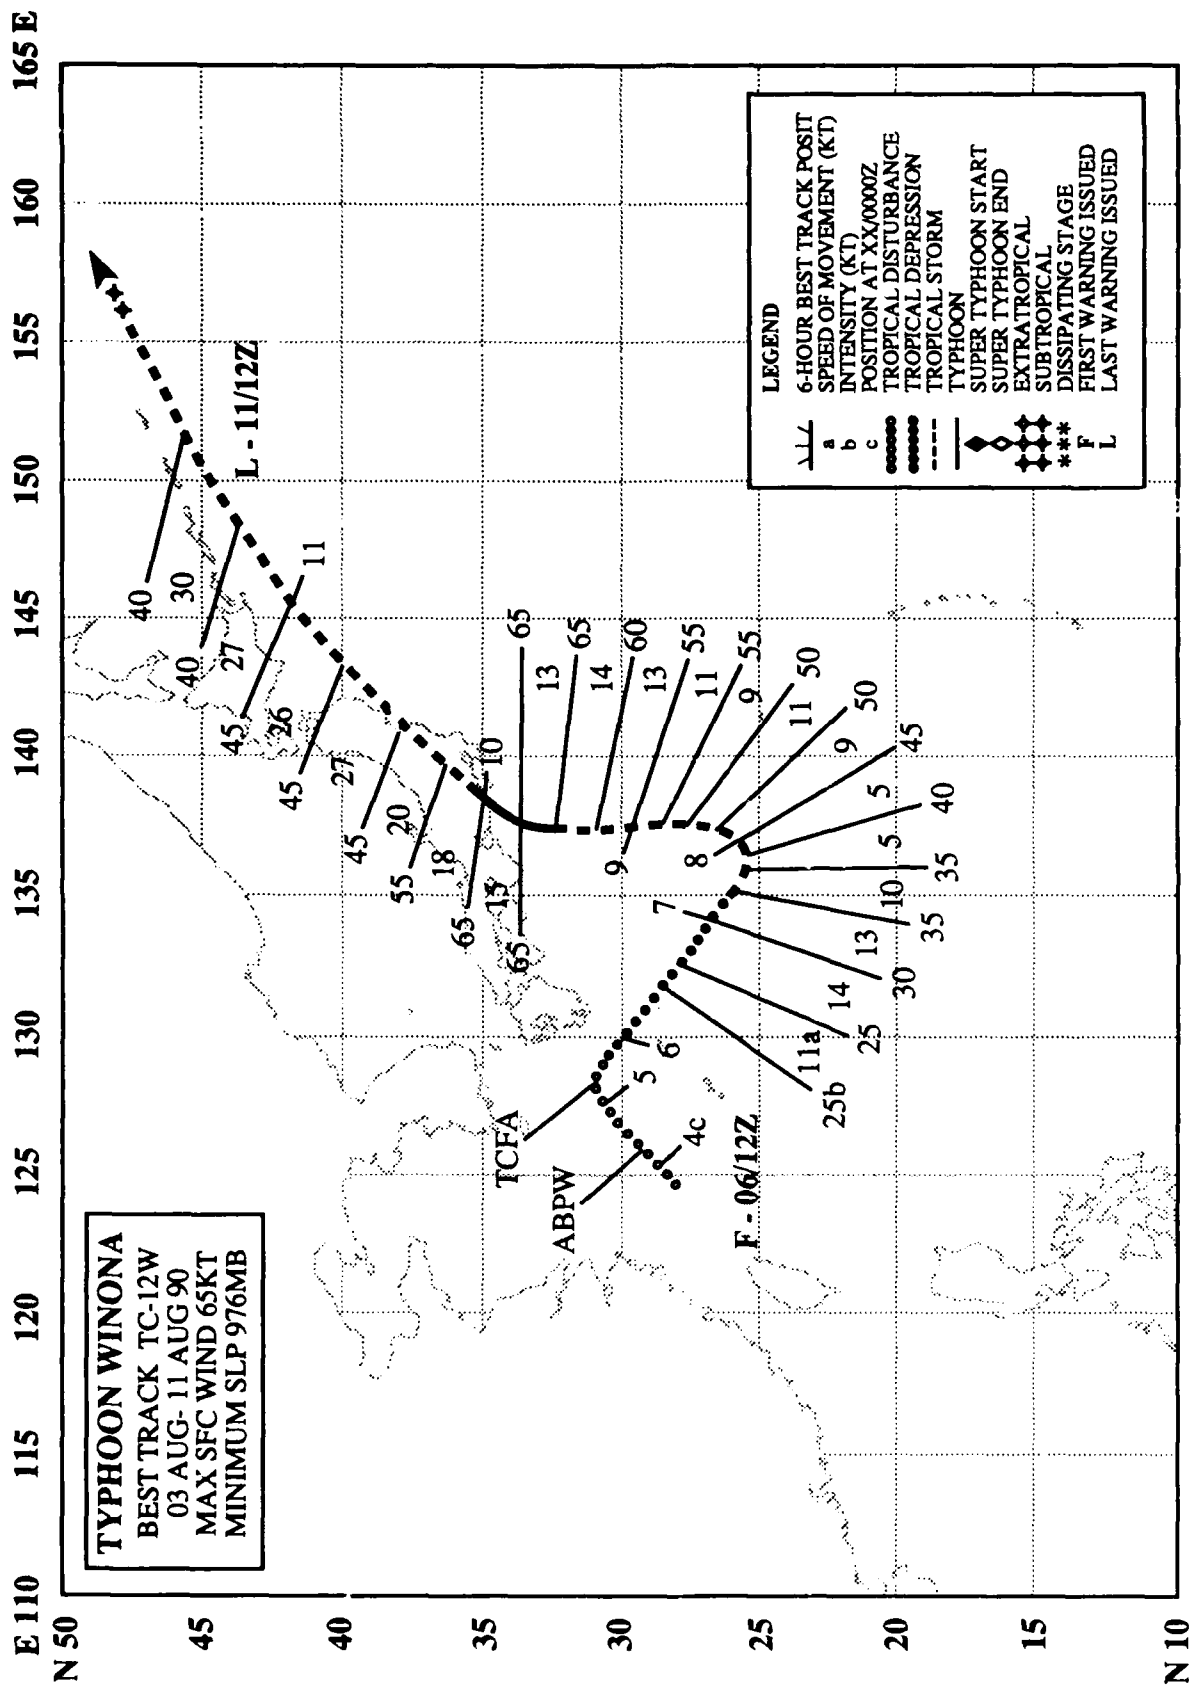 TYPHOON WINONA
BEST TRACK TC-12W
03 AUG- 11 AUG 90
MAX SFC WIND 65KT
MINIMUM SLP 976MB
E 110
115
120
125
130
135
140
145
150
155
160
165 E
N 50
45
40
35
30
25
20
15
N 10
LEGEND
6-HOUR BEST TRACK POSIT
a SPEED OF MOVEMENT (KT)
b INTENSITY (KT)
c POSITION AT XX/0000Z
TROPICAL DISTURBANCE
TROPICAL DEPRESSION
TROPICAL STORM
TYPHOON
SUPER TYPHOON START
SUPER TYPHOON END
EXTRATROPICAL
SUBTROPICAL
*** DISSIPATING STAGE
F FIRST WARNING ISSUED
L LAST WARNING ISSUED
ABPW
TCFA
4c
5
6
7
8
9
10
11
F - 06/12Z
L - 11/12Z
25b
25
30
35
35
40
45
50
50
55
55
60
65
65
65
65
55
45
45
45
40
40
11a
14
13
10
5
5
9
11
9
11
13
14
13
15
18
20
27
26
27
30